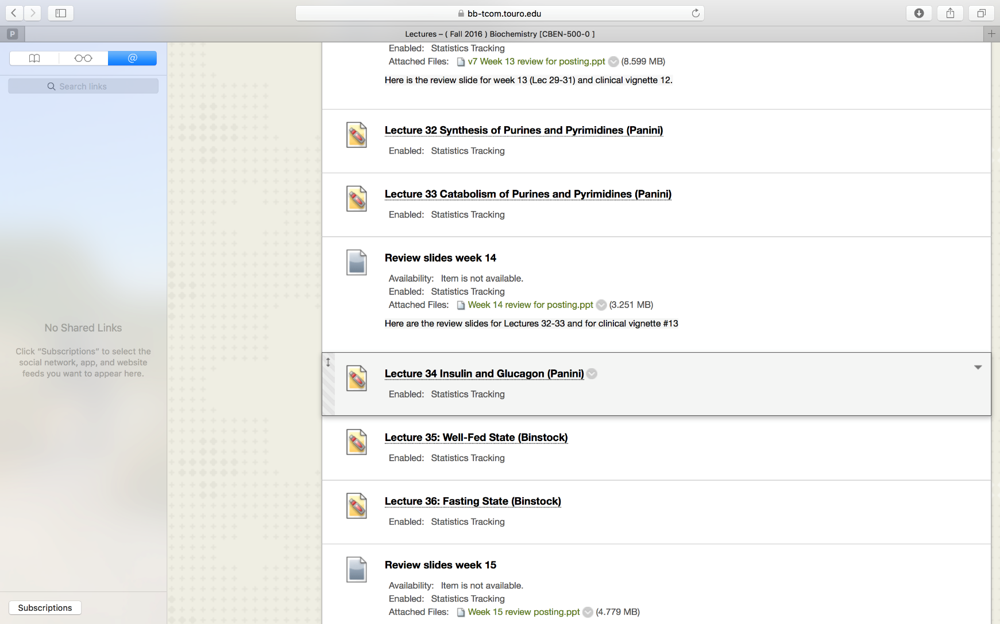 bb-tcom.touro.edu
P
Lectures – ( Fall 2016 ) Biochemistry [CBEN-500-0 ]
@
Search links
No Shared Links
Click “Subscriptions” to select the
social network, app, and website
feeds you want to appear here.
Subscriptions
Enabled: Statistics Tracking
Attached Files: v7 Week 13 review for posting.ppt (8.599 MB)
Here is the review slide for week 13 (Lec 29-31) and clinical vignette 12.
Lecture 32 Synthesis of Purines and Pyrimidines (Panini)
Enabled: Statistics Tracking
Lecture 33 Catabolism of Purines and Pyrimidines (Panini)
Enabled: Statistics Tracking
Review slides week 14
Availability: Item is not available.
Enabled: Statistics Tracking
Attached Files: Week 14 review for posting.ppt (3.251 MB)
Here are the review slides for Lectures 32-33 and for clinical vignette #13
Lecture 34 Insulin and Glucagon (Panini)
Enabled: Statistics Tracking
Lecture 35: Well-Fed State (Binstock)
Enabled: Statistics Tracking
Lecture 36: Fasting State (Binstock)
Enabled: Statistics Tracking
Review slides week 15
Availability: Item is not available.
Enabled: Statistics Tracking
Attached Files: Week 15 review posting.ppt (4.779 MB)